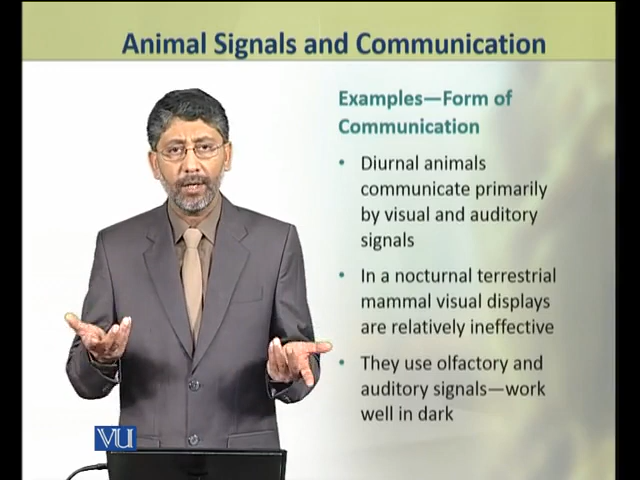 Animal Signals and Communication
Examples—Form of
Communication
• Diurnal animals
communicate primarily
by visual and auditory
signals
• In a nocturnal terrestrial
mammal visual displays
are relatively ineffective
• They use olfactory and
auditory signals—work
well in dark
VU